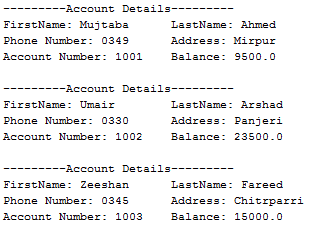 ---------Account Details---------
FirstName: Mujtaba LastName: Ahmed
Phone Number: 0349 Address: Mirpur
Account Number: 1001 Balance: 9500.0
---------Account Details---------
FirstName: Umair LastName: Arshad
Phone Number: 0330 Address: Panjeri
Account Number: 1002 Balance: 23500.0
---------Account Details---------
FirstName: Zeeshan LastName: Fareed
Phone Number: 0345 Address: Chitrparri
Account Number: 1003 Balance: 15000.0